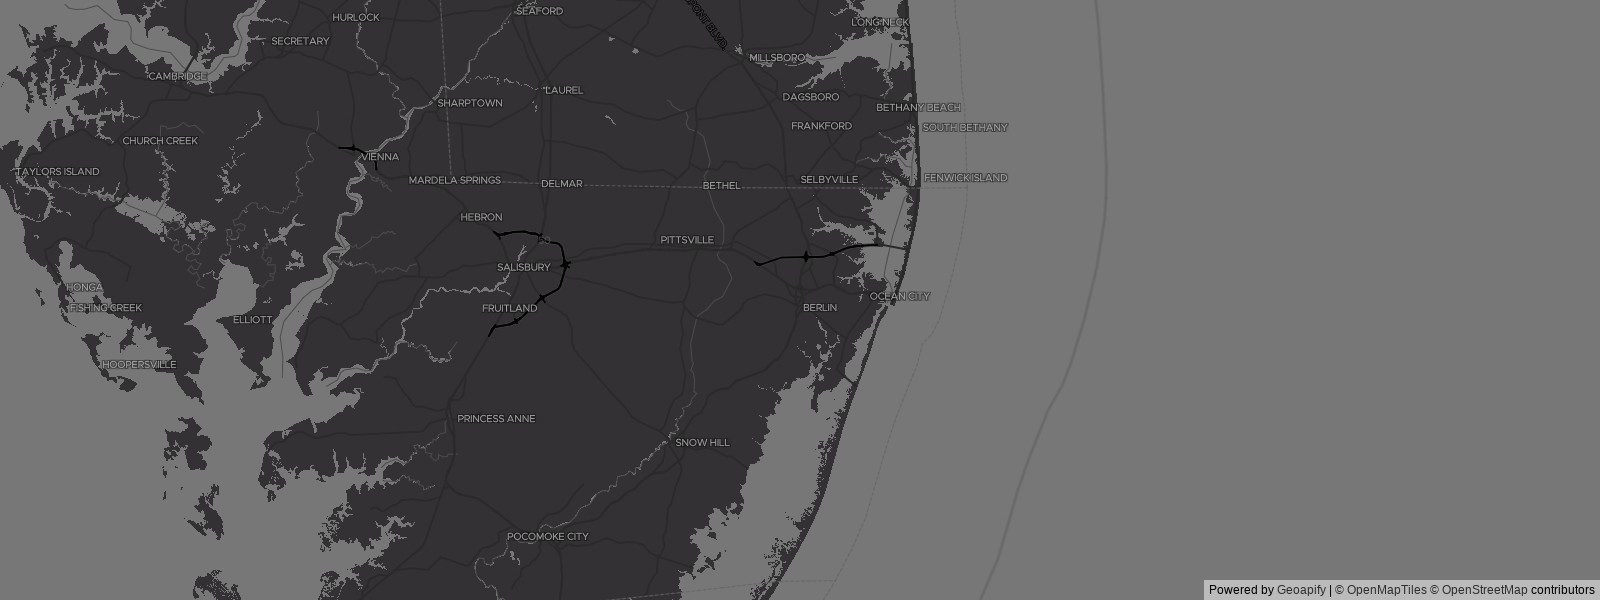 SEAFORD
HURLOCK
LONG NECK
SECRETARY
MILLSBORO
CAMBRIDGE
LAUREL
DAGSBORO
SHARPTOWN
BETHANY BEACH
FRANKFORD
SOUTH BETHANY
CHURCH CREEK
VIENNA
TAYLORS ISLAND
FENWICK ISLAND
MARDELA SPRINGS
SELBYVILLE
DELMAR
BETHEL
HEBRON
PITTSVILLE
SALISBURY
HONGA
OCEAN CITY
FISHING CREEK
FRUITLAND
BERLIN
ELLIOTT
HOOPERSVILLE
PRINCESS ANNE
SNOW HILL
POCOMOKE CITY
Powered by Geoapify | © OpenMapTiles © OpenStreetMap contributors